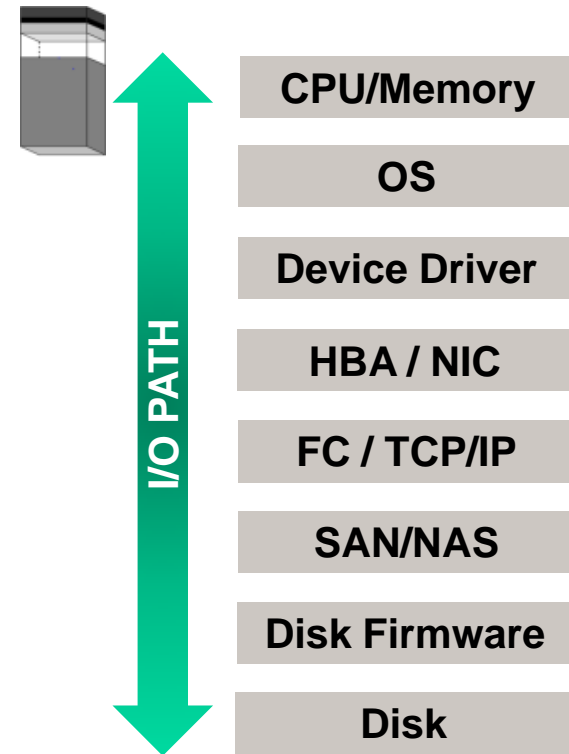 CPU/Memory
OS
Device Driver
HBA / NIC
I/O PATH
FC / TCP/IP
SAN/NAS
Disk Firmware
Disk